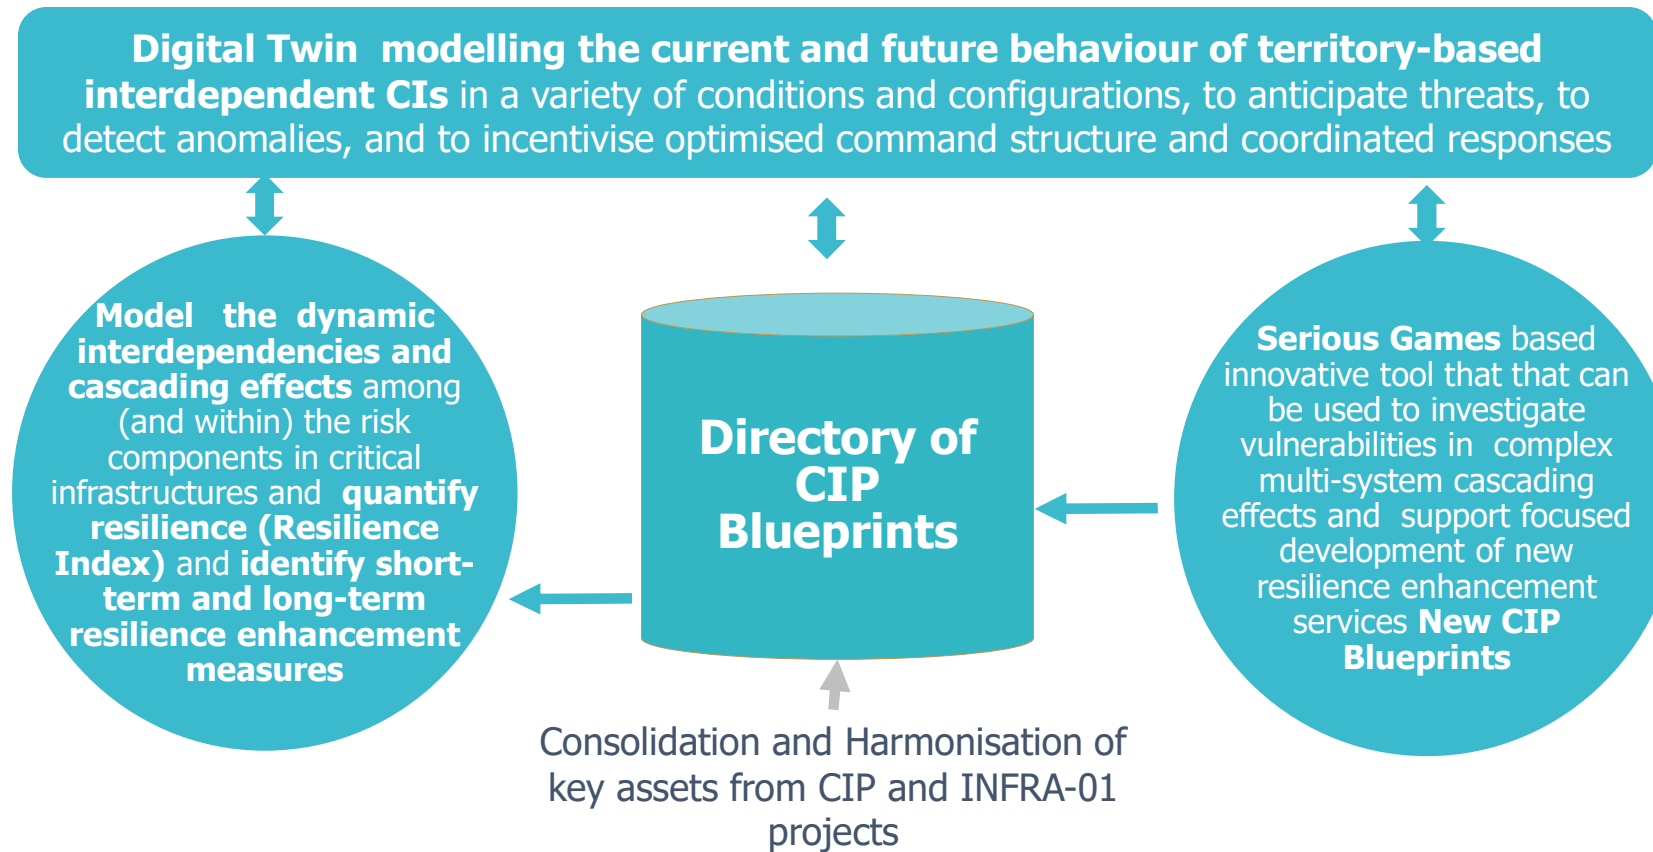 Digital Twin modelling the current and future behaviour of territory-based
interdependent CIs in a variety of conditions and configurations, to anticipate threats, to
detect anomalies, and to incentivise optimised command structure and coordinated responses
Model the dynamic
interdependencies and
cascading effects among
(and within) the risk
components in critical
infrastructures and quantify
resilience (Resilience
Index) and identify short-
term and long-term
resilience enhancement
measures
Directory of
CIP
Blueprints
Serious Games based
innovative tool that that can
be used to investigate
vulnerabilities in complex
multi-system cascading
effects and support focused
development of new
resilience enhancement
services New CIP
Blueprints
Consolidation and Harmonisation of
key assets from CIP and INFRA-01
projects